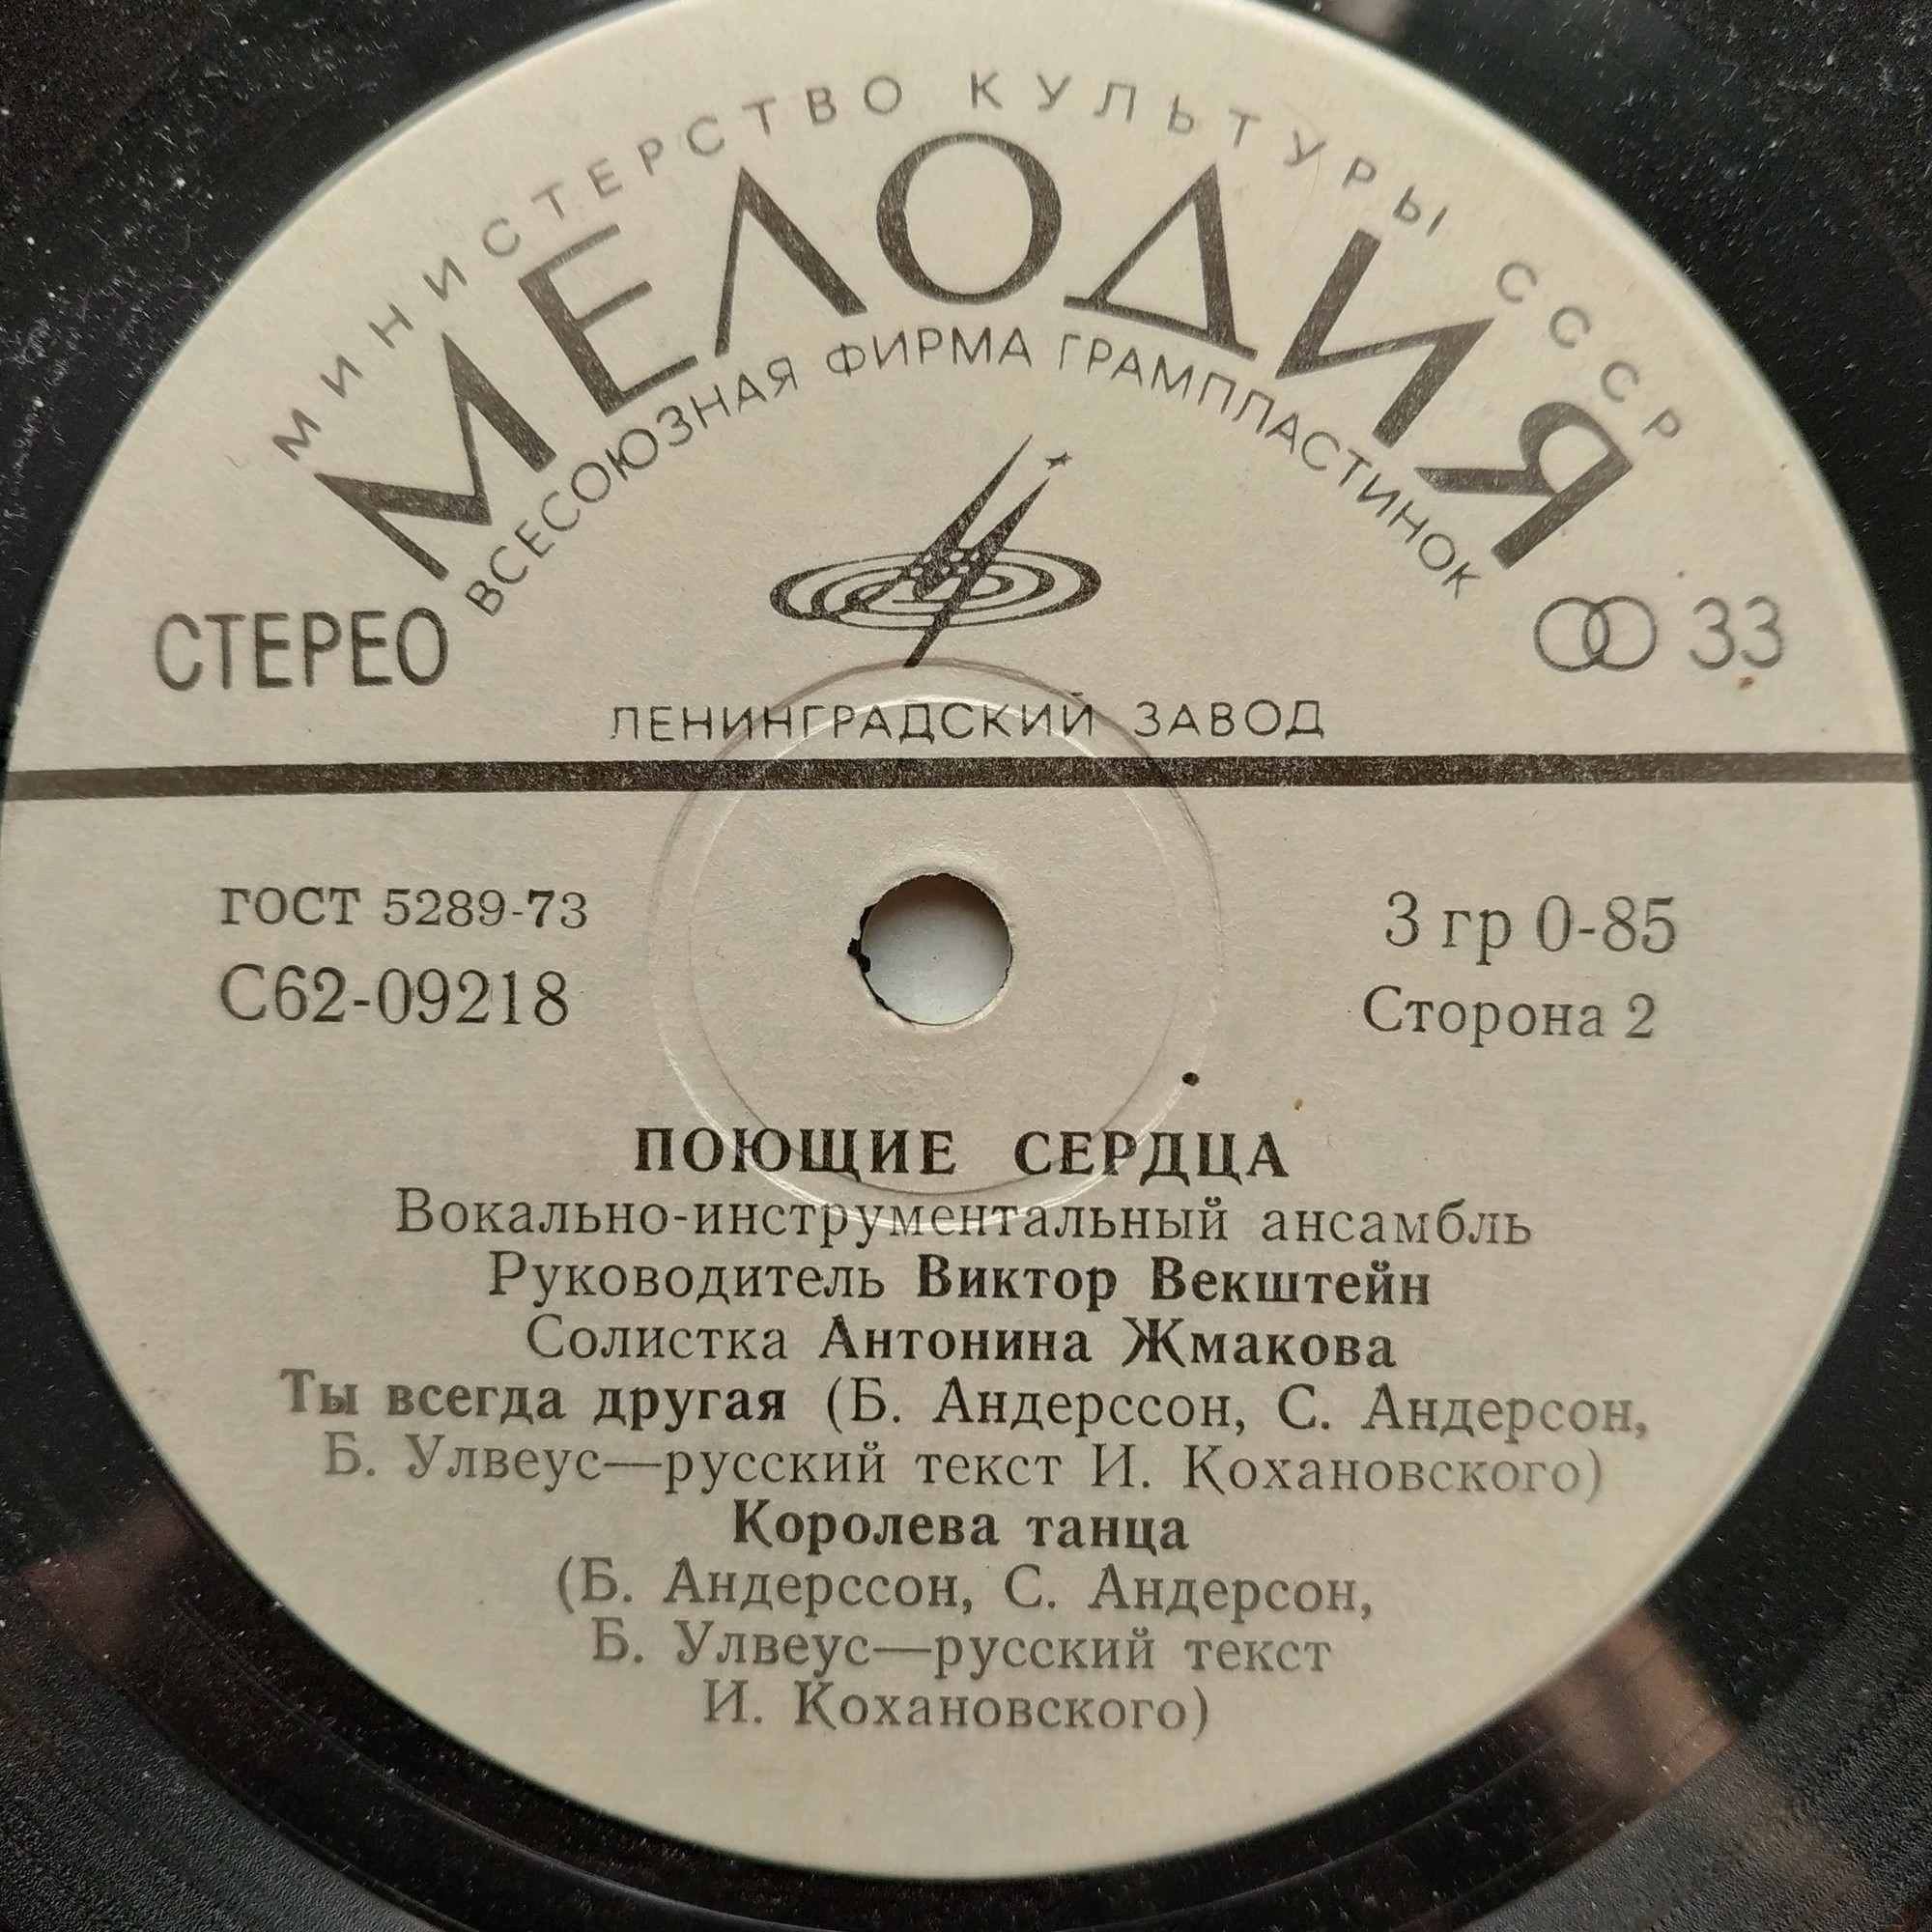 МИНИСТЕРСТВО КУЛЬТУРЫ СССР
МЕЛОДИЯ
ВСЕСОЮЗНАЯ ФИРМА ГРАМПЛАСТИНОК
СТЕРЕО
33
ЛЕНИНГРАДСКИЙ ЗАВОД
ГОСТ 5289-73
С62-09218
3 гр 0-85
Сторона 2
ПОЮЩИЕ СЕРДЦА
Вокально-инструментальный ансамбль
Руководитель Виктор Векштейн
Солистка Антонина Жмакова
Ты всегда другая (Б. Андерссон, С. Андерсон,
Б. Улвеус—русский текст И. Кохановского)
Королева танца
(Б. Андерссон, С. Андерсон,
Б. Улвеус—русский текст
И. Кохановского)